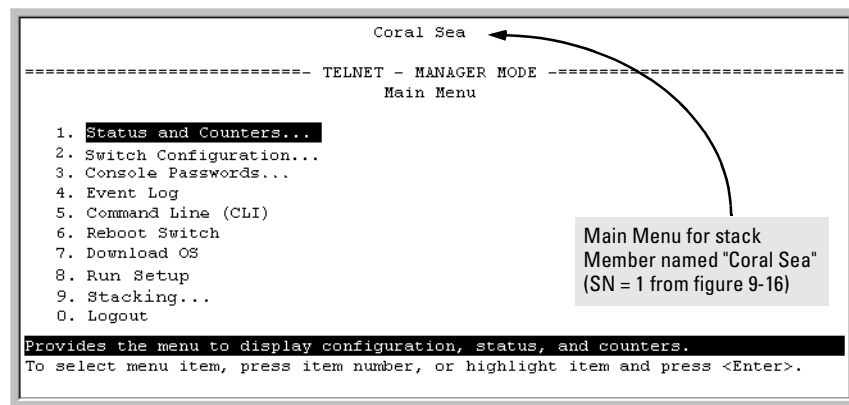 Coral Sea
==========================- TELNET - MANAGER MODE -============================
Main Menu
1. Status and Counters...
2. Switch Configuration...
3. Console Passwords...
4. Event Log
5. Command Line (CLI)
6. Reboot Switch
7. Download OS
8. Run Setup
9. Stacking...
0. Logout
Main Menu for stack
Member named "Coral Sea"
(SN = 1 from figure 9-16)
Provides the menu to display configuration, status, and counters.
To select menu item, press item number, or highlight item and press <Enter>.